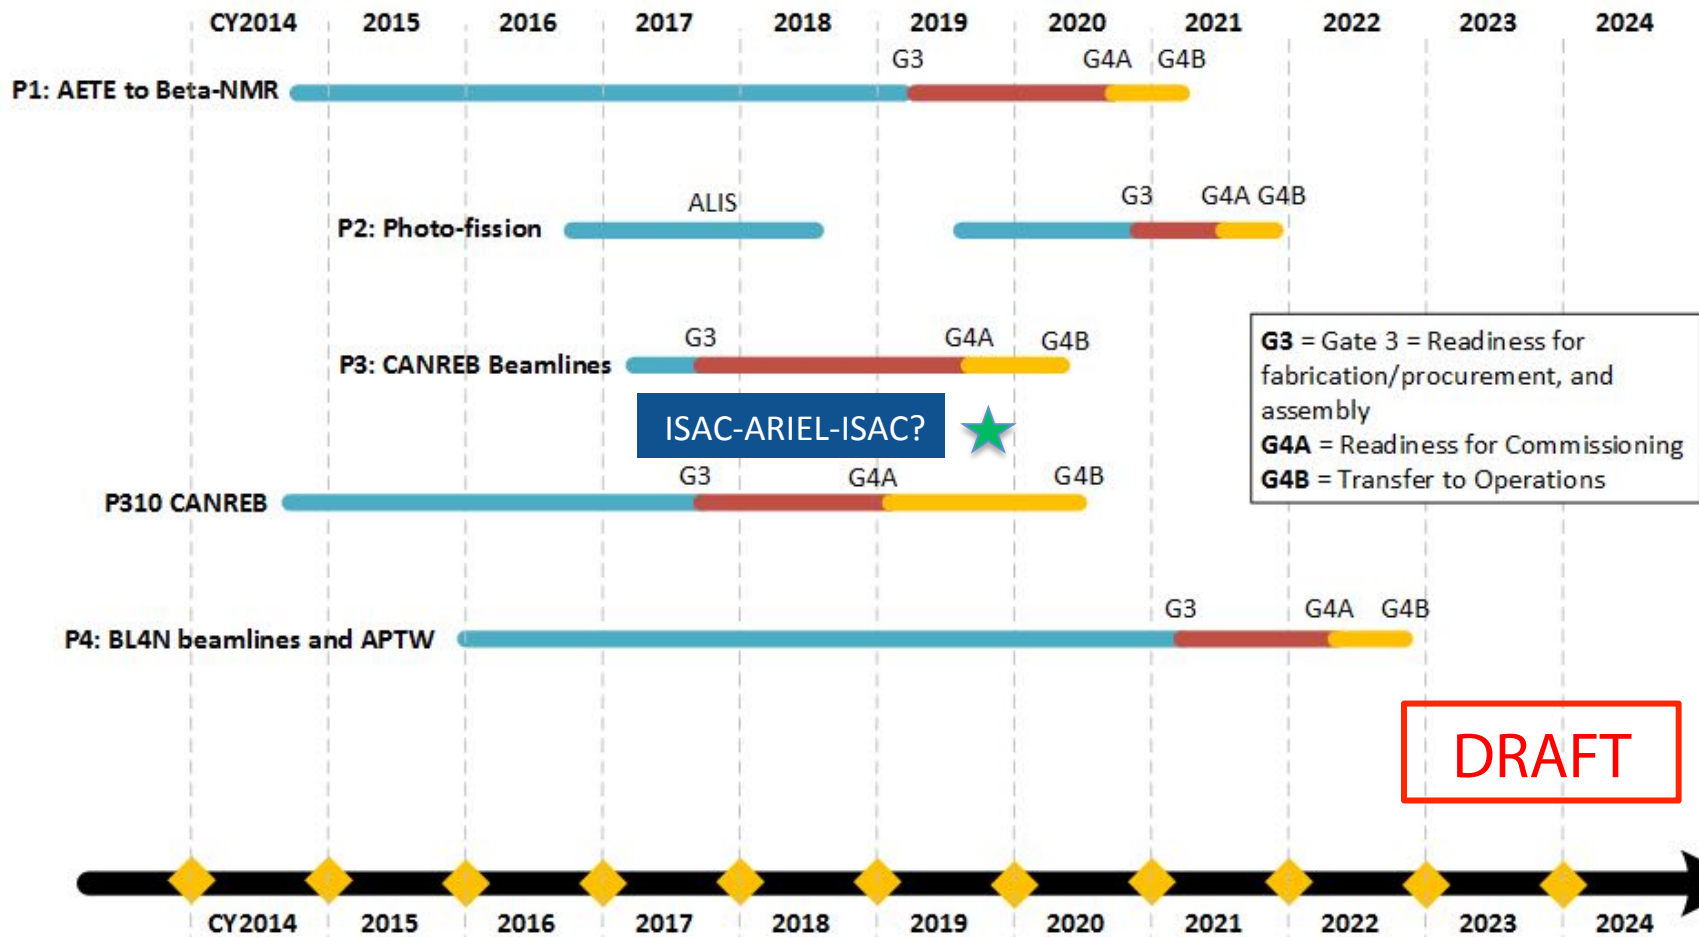 CY2014 2015 2016 2017 2018 2019 2020 2021 2022 2023 2024
G3 G4A G4B
P1: AETE to Beta-NMR
ALIS G3 G4A G4B
P2: Photo-fission
G3 G4A G4B
P3: CANREB Beamlines
ISAC-ARIEL-ISAC?
G3 G4A G4B
P310 CANREB
G3 = Gate 3 = Readiness for
fabrication/procurement, and
assembly
G4A = Readiness for Commissioning
G4B = Transfer to Operations
G3 G4A G4B
P4: BL4N beamlines and APTW
DRAFT
CY2014 2015 2016 2017 2018 2019 2020 2021 2022 2023 2024